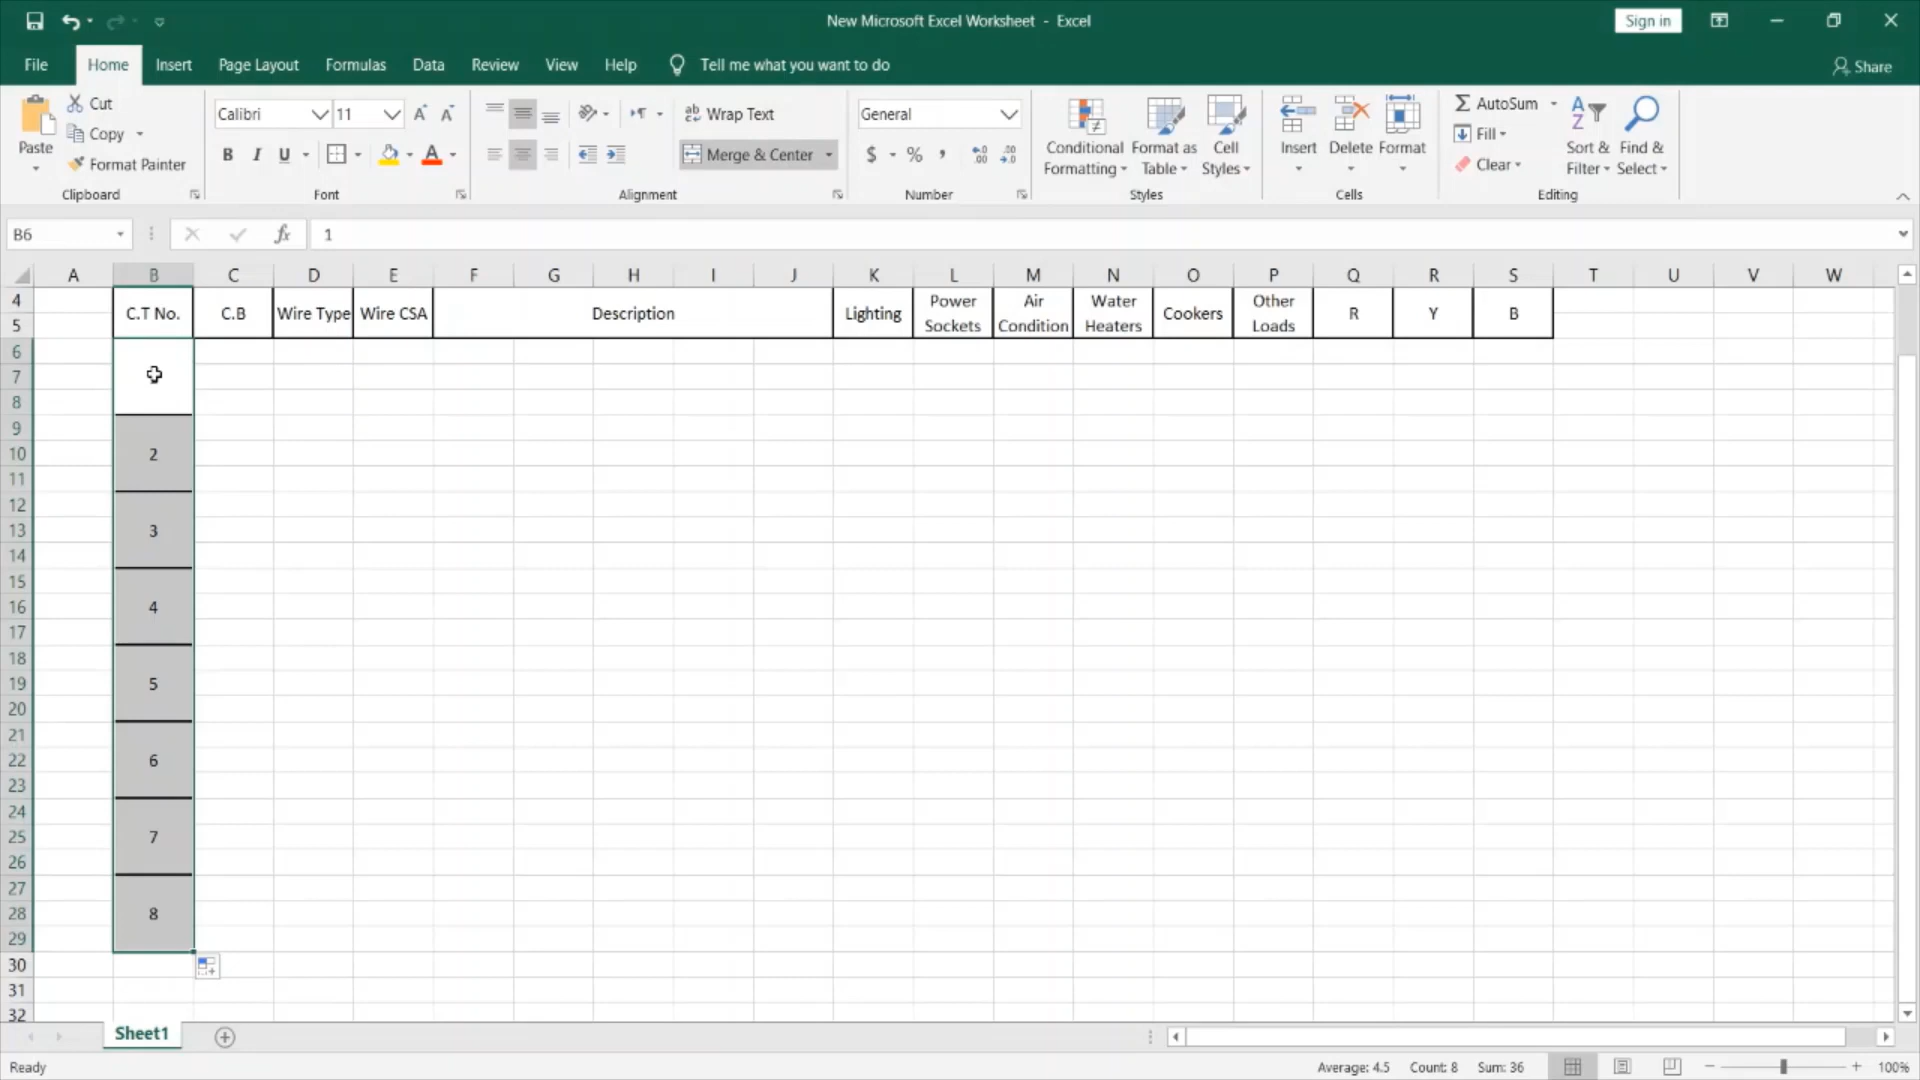 New Microsoft Excel Worksheet - Excel
Sign in
File Home Insert Page Layout Formulas Data Review View Help Tell me what you want to do Share
Paste
Cut
Copy
Format Painter
Clipboard
Calibri 11
B I U
Font
Wrap Text
Merge & Center
Alignment
General
$ % ,
Number
Conditional Formatting
Format as Table
Cell Styles
Styles
Insert
Delete
Format
Cells
AutoSum
Fill
Clear
Sort & Filter
Find & Select
Editing
B6 fx 1
A B C D E F G H I J K L M N O P Q R S T U V W
4
5
C.T No. C.B Wire Type Wire CSA Description Lighting Power Sockets Air Condition Water Heaters Cookers Other Loads R Y B
6
7
8
9
10 2
11
12
13 3
14
15
16 4
17
18
19 5
20
21
22 6
23
24
25 7
26
27
28 8
29
30
31
32
Sheet1
Ready Average: 4.5 Count: 8 Sum: 36 100%